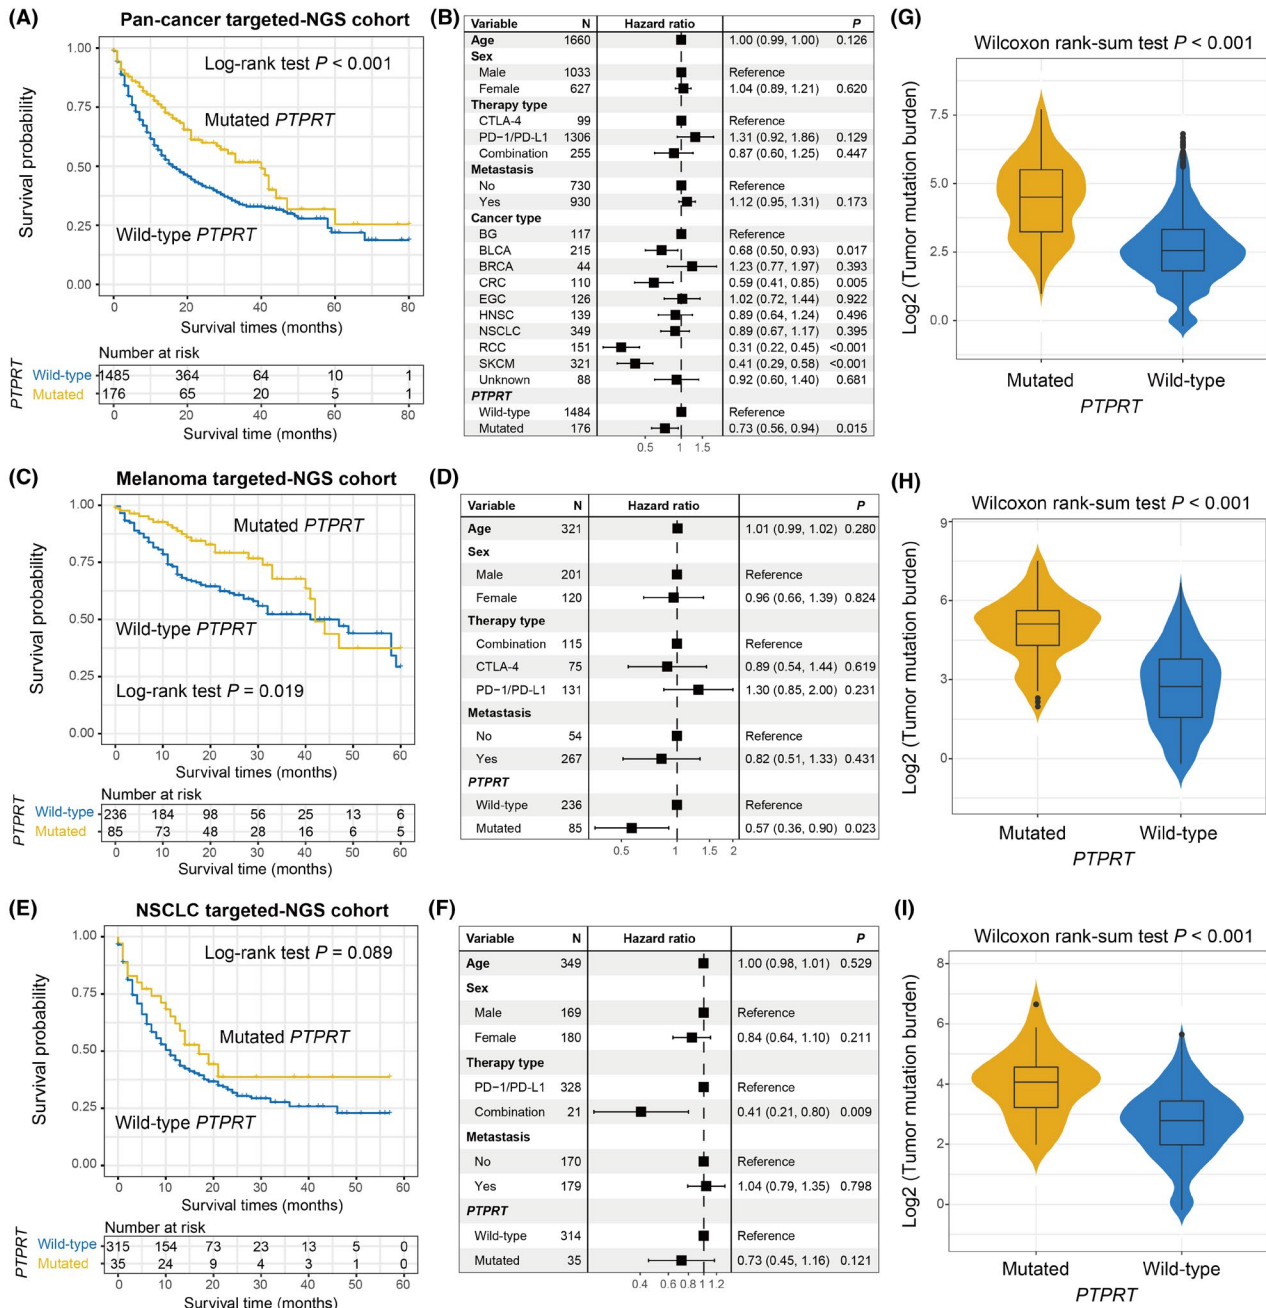 (A) Pan-cancer targeted-NGS cohort
Survival probability
1.00
0.75
0.50
0.25
0.00
Log-rank test P < 0.001
Mutated PTPRT
Wild-type PTPRT
0 20 40 60 80
Survival times (months)
Number at risk
PTPRT
Wild-type 1485 364 64 10 1
Mutated 176 65 20 5 1
0 20 40 60 80
Survival time (months)
(B)
Variable N Hazard ratio P
Age 1660 1.00 (0.99, 1.00) 0.126
Sex
Male 1033 Reference
Female 627 1.04 (0.89, 1.21) 0.620
Therapy type
CTLA-4 99 Reference
PD−1/PD-L1 1306 1.31 (0.92, 1.86) 0.129
Combination 255 0.87 (0.60, 1.25) 0.447
Metastasis
No 730 Reference
Yes 930 1.12 (0.95, 1.31) 0.173
Cancer type
BG 117 Reference
BLCA 215 0.68 (0.50, 0.93) 0.017
BRCA 44 1.23 (0.77, 1.97) 0.393
CRC 110 0.59 (0.41, 0.85) 0.005
EGC 126 1.02 (0.72, 1.44) 0.922
HNSC 139 0.89 (0.64, 1.24) 0.496
NSCLC 349 0.89 (0.67, 1.17) 0.395
RCC 151 0.31 (0.22, 0.45) <0.001
SKCM 321 0.41 (0.29, 0.58) <0.001
Unknown 88 0.92 (0.60, 1.40) 0.681
PTPRT
Wild-type 1484 Reference
Mutated 176 0.73 (0.56, 0.94) 0.015
0.5 1 1.5
(G)
Wilcoxon rank-sum test P < 0.001
Log2 (Tumor mutation burden)
7.5
5.0
2.5
0.0
Mutated Wild-type
PTPRT
(C) Melanoma targeted-NGS cohort
Survival probability
1.00
0.75
0.50
0.25
0.00
Mutated PTPRT
Wild-type PTPRT
Log-rank test P = 0.019
0 10 20 30 40 50 60
Survival times (months)
Number at risk
PTPRT
Wild-type 236 184 98 56 25 13 6
Mutated 85 73 48 28 16 6 5
0 10 20 30 40 50 60
Survival time (months)
(D)
Variable N Hazard ratio P
Age 321 1.01 (0.99, 1.02) 0.280
Sex
Male 201 Reference
Female 120 0.96 (0.66, 1.39) 0.824
Therapy type
Combination 115 Reference
CTLA-4 75 0.89 (0.54, 1.44) 0.619
PD−1/PD-L1 131 1.30 (0.85, 2.00) 0.231
Metastasis
No 54 Reference
Yes 267 0.82 (0.51, 1.33) 0.431
PTPRT
Wild-type 236 Reference
Mutated 85 0.57 (0.36, 0.90) 0.023
0.5 1 1.5 2
(H)
Wilcoxon rank-sum test P < 0.001
Log2 (Tumor mutation burden)
9
6
3
0
Mutated Wild-type
PTPRT
(E) NSCLC targeted-NGS cohort
Survival probability
1.00
0.75
0.50
0.25
0.00
Log-rank test P = 0.089
Mutated PTPRT
Wild-type PTPRT
0 10 20 30 40 50 60
Survival times (months)
Number at risk
PTPRT
Wild-type 315 154 73 23 13 5 0
Mutated 35 24 9 4 3 1 0
0 10 20 30 40 50 60
Survival time (months)
(F)
Variable N Hazard ratio P
Age 349 1.00 (0.98, 1.01) 0.529
Sex
Male 169 Reference
Female 180 0.84 (0.64, 1.10) 0.211
Therapy type
PD−1/PD-L1 328 Reference
Combination 21 0.41 (0.21, 0.80) 0.009
Metastasis
No 170 Reference
Yes 179 1.04 (0.79, 1.35) 0.798
PTPRT
Wild-type 314 Reference
Mutated 35 0.73 (0.45, 1.16) 0.121
0.4 0.6 0.8 1 1.2
(I)
Wilcoxon rank-sum test P < 0.001
Log2 (Tumor mutation burden)
8
6
4
2
0
Mutated Wild-type
PTPRT